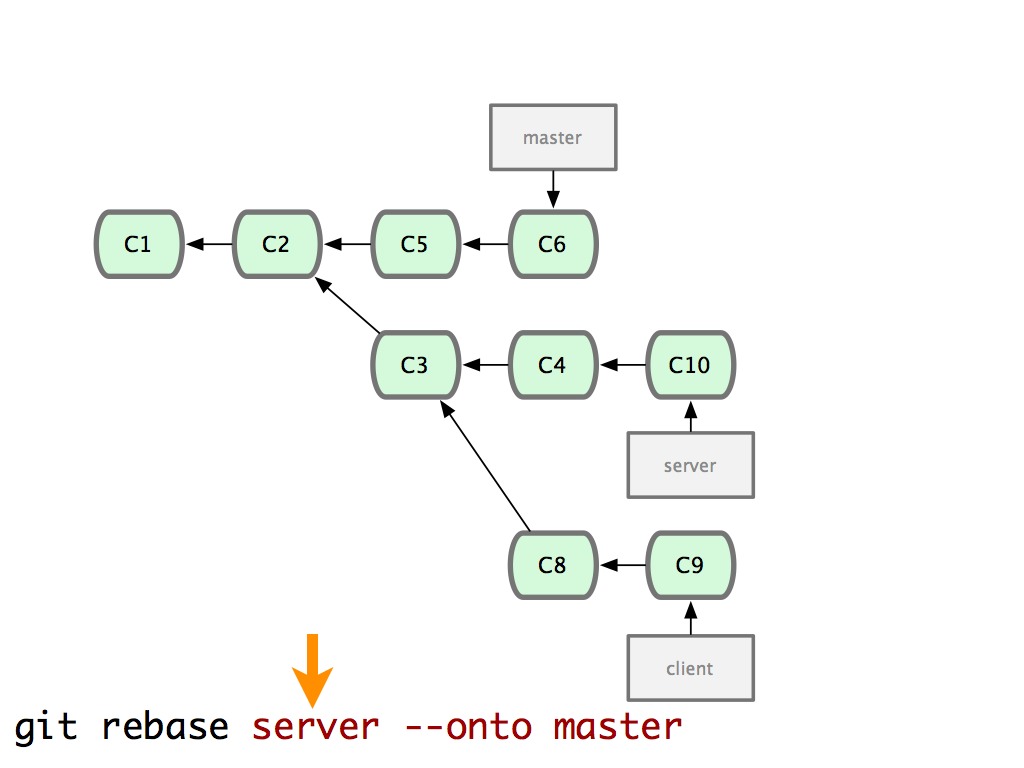 master
C1 C2 C5 C6
C3 C4 C10
server
C8 C9
client
git rebase server --onto master